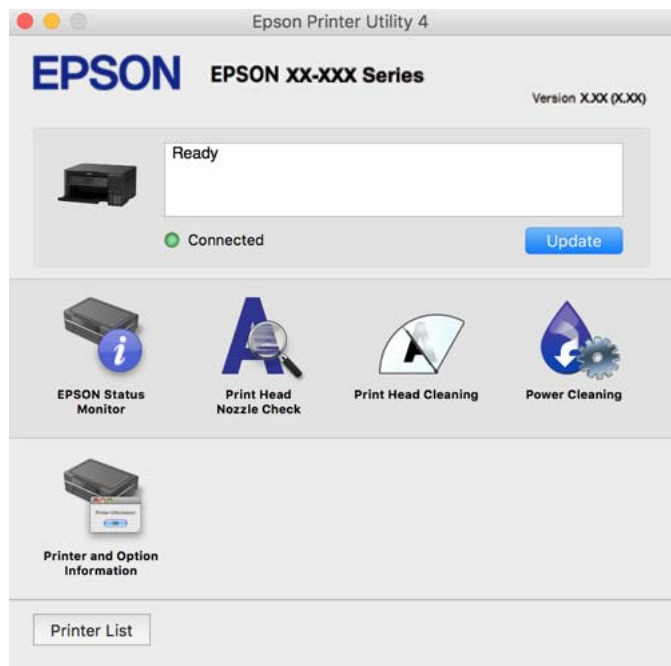 Epson Printer Utility 4
EPSON
EPSON XX-XXX Series
Version X.XX (X.XX)
Ready
Connected
Update
EPSON Status
Monitor
Print Head
Nozzle Check
Print Head Cleaning
Power Cleaning
Printer and Option
Information
Printer List